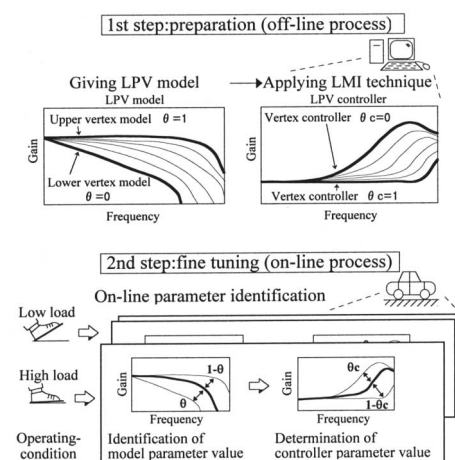 1st step:preparation (off-line process)
Giving LPV model
Applying LMI technique
LPV model
LPV controller
Upper vertex model θ =1
Vertex controller θ c=0
Gain
Gain
Lower vertex model
θ =0
Vertex controller θ c=1
Frequency
Frequency
2nd step:fine tuning (on-line process)
On-line parameter identification
Low load
High load
Gain
1-θ
θ
Gain
θc
1-θc
Frequency
Frequency
Operating-
condition
Identification of
model parameter value
Determination of
controller parameter value